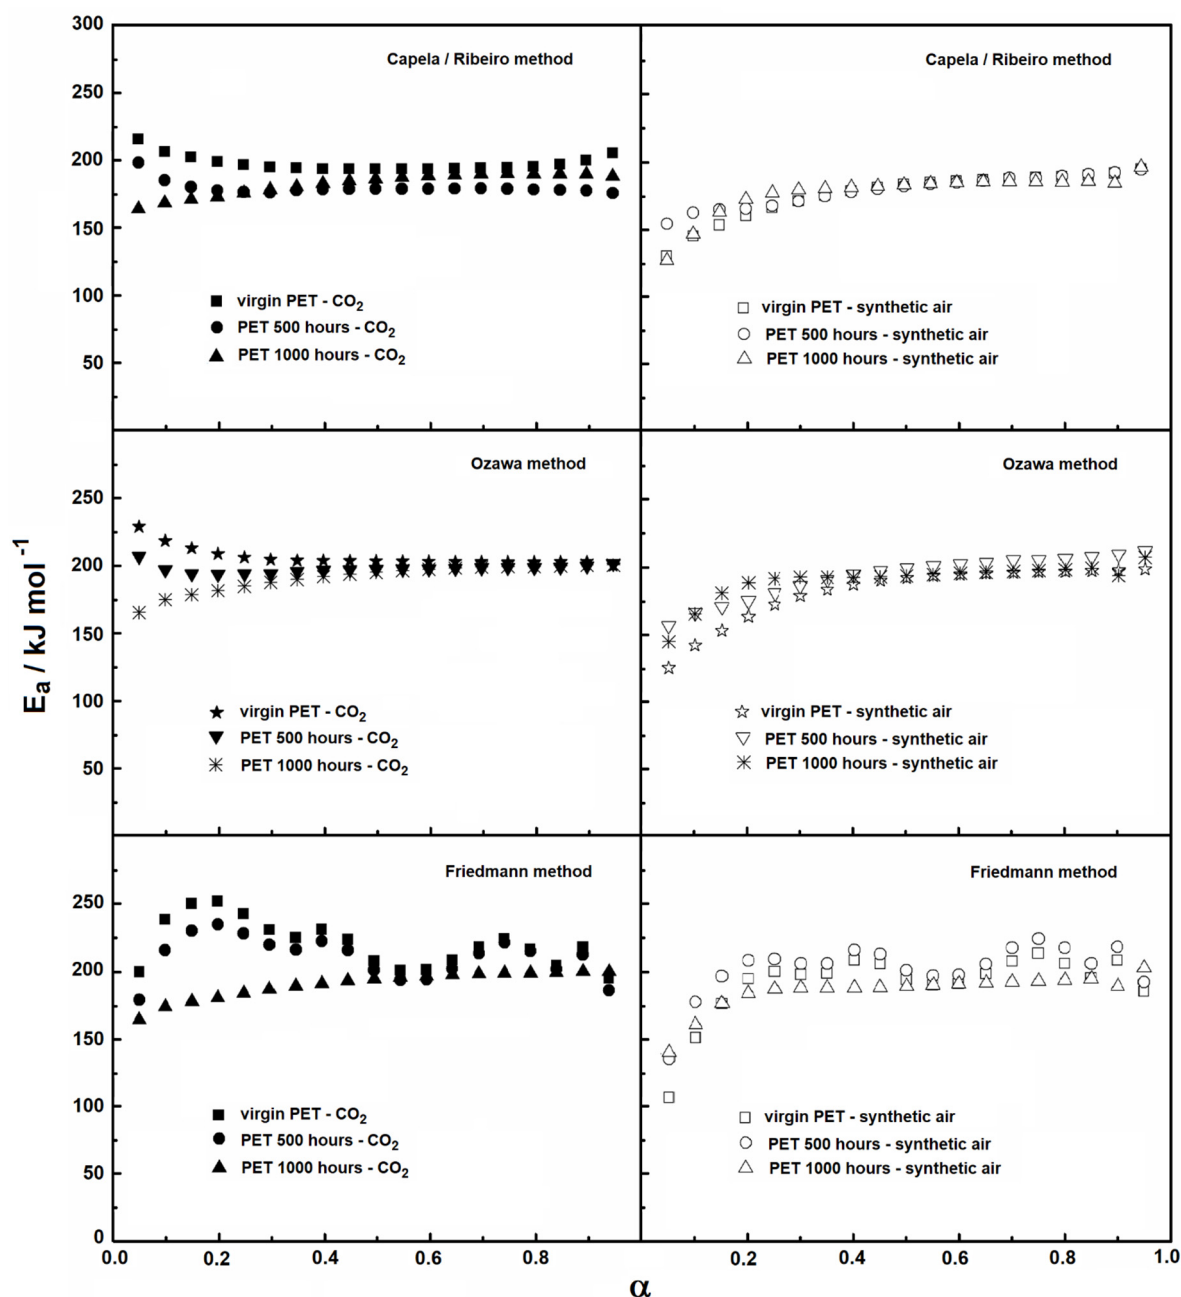 300
250
200
150
100
50
Capela / Ribeiro method
virgin PET - CO2
PET 500 hours - CO2
PET 1000 hours - CO2
Capela / Ribeiro method
virgin PET - synthetic air
PET 500 hours - synthetic air
PET 1000 hours - synthetic air
Ea / kJ mol -1
250
200
150
100
50
Ozawa method
virgin PET - CO2
PET 500 hours - CO2
PET 1000 hours - CO2
Ozawa method
virgin PET - synthetic air
PET 500 hours - synthetic air
PET 1000 hours - synthetic air
250
200
150
100
50
0
Friedmann method
virgin PET - CO2
PET 500 hours - CO2
PET 1000 hours - CO2
Friedmann method
virgin PET - synthetic air
PET 500 hours - synthetic air
PET 1000 hours - synthetic air
0.0 0.2 0.4 0.6 0.8 0.2 0.4 0.6 0.8 1.0
α